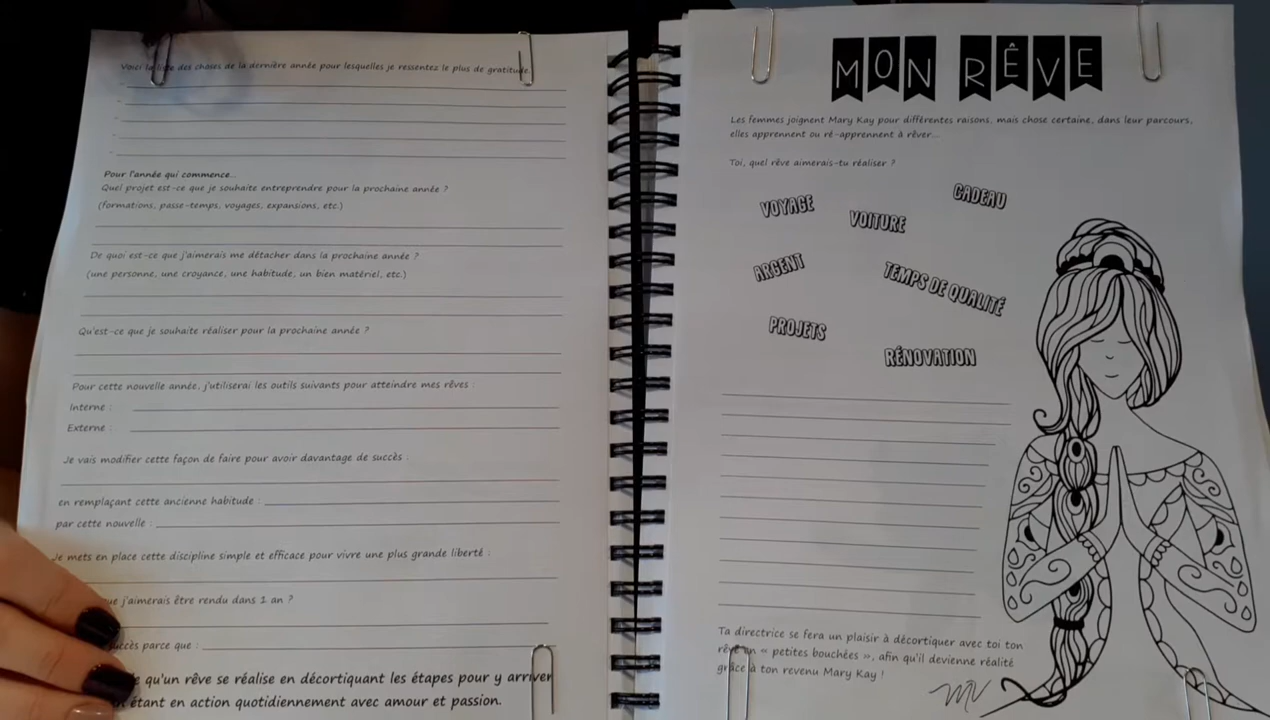 Voici la liste des choses de la dernière année pour lesquelles je ressentez le plus de gratitude.
Pour l'année qui commence...
Quel projet est-ce que je souhaite entreprendre pour la prochaine année ?
(formations, passe-temps, voyages, expansions, etc.)
De quoi est-ce que j'aimerais me détacher dans la prochaine année ?
(une personne, une croyance, une habitude, un bien matériel, etc.)
Qu'est-ce que je souhaite réaliser pour la prochaine année ?
Pour cette nouvelle année, j'utiliserai les outils suivants pour atteindre mes rêves :
Interne :
Externe :
Je vais modifier cette façon de faire pour avoir davantage de succès :
en remplaçant cette ancienne habitude :
par cette nouvelle :
Je mets en place cette discipline simple et efficace pour vivre une plus grande liberté :
j'aimerais être rendu dans 1 an ?
parce que :
qu'un rêve se réalise en décortiquant les étapes pour y arriver
étant en action quotidiennement avec amour et passion.
MON RÊVE
Les femmes joignent Mary Kay pour différentes raisons, mais chose certaine, dans leur parcours,
elles apprennent ou ré-apprennent à rêver...
Toi, quel rêve aimerais-tu réaliser ?
CADEAU
VOYAGE
VOITURE
ARGENT
TEMPS DE QUALITÉ
PROJETS
RÉNOVATION
Ta directrice se fera un plaisir à décortiquer avec toi ton
rêve en « petites bouchées », afin qu'il devienne réalité
grâce à ton revenu Mary Kay !